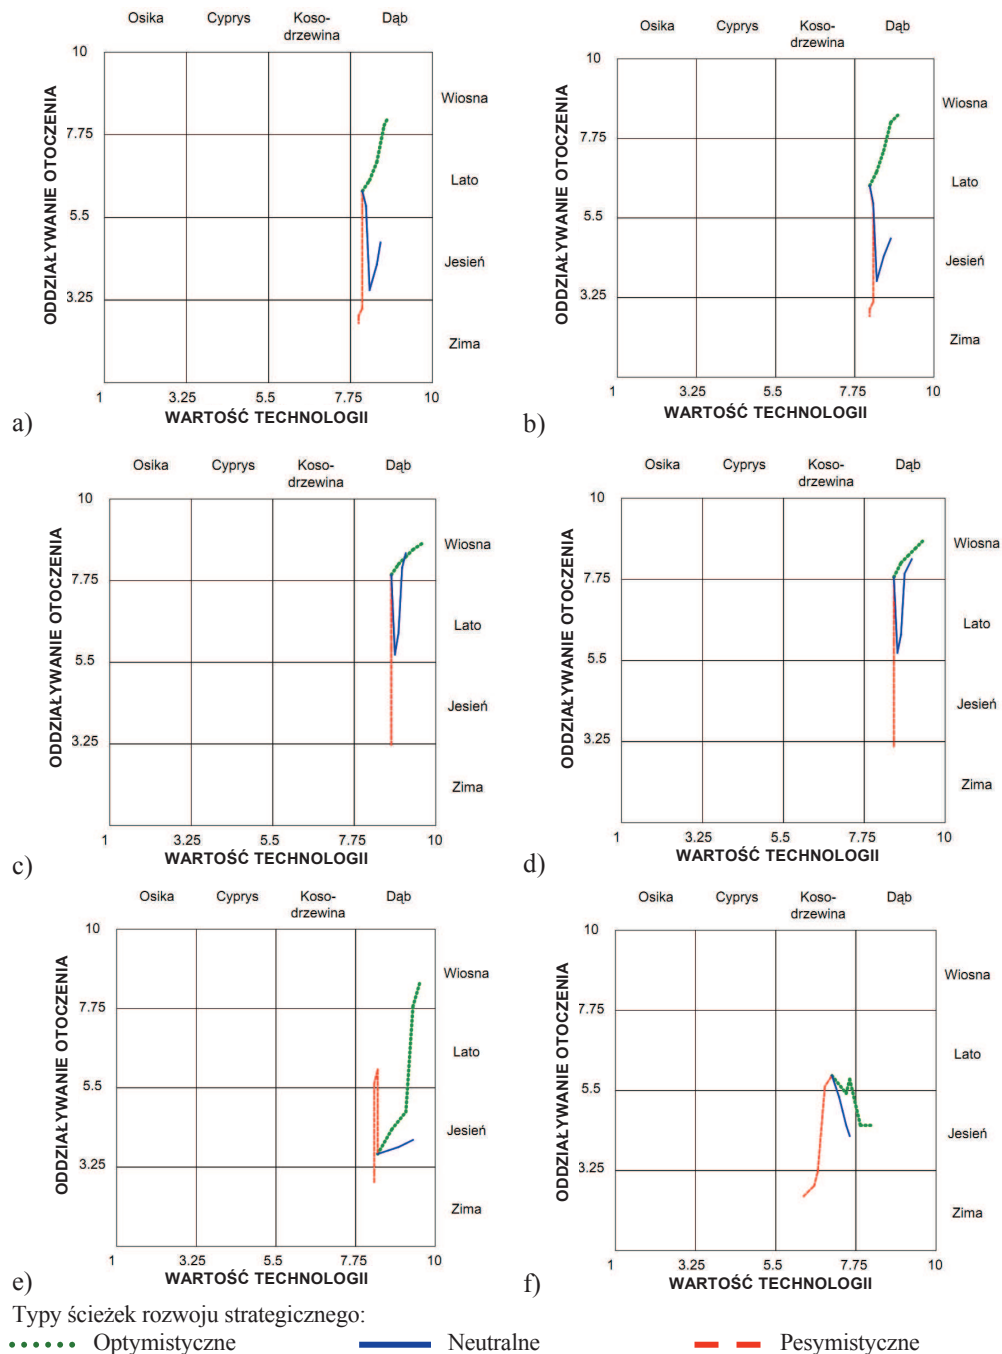 Osika Cyprys Koso-drzewina Dąb
10
Wiosna
7.75
Lato
5.5
Jesień
3.25
Zima
1 3.25 5.5 7.75 10
ODDZIAŁYWANIE OTOCZENIA
WARTOŚĆ TECHNOLOGII
a)
Osika Cyprys Koso-drzewina Dąb
10
Wiosna
7.75
Lato
5.5
Jesień
3.25
Zima
1 3.25 5.5 7.75 10
ODDZIAŁYWANIE OTOCZENIA
WARTOŚĆ TECHNOLOGII
b)
Osika Cyprys Koso-drzewina Dąb
10
Wiosna
7.75
Lato
5.5
Jesień
3.25
Zima
1 3.25 5.5 7.75 10
ODDZIAŁYWANIE OTOCZENIA
WARTOŚĆ TECHNOLOGII
c)
Osika Cyprys Koso-drzewina Dąb
10
Wiosna
7.75
Lato
5.5
Jesień
3.25
Zima
1 3.25 5.5 7.75 10
ODDZIAŁYWANIE OTOCZENIA
WARTOŚĆ TECHNOLOGII
d)
Osika Cyprys Koso-drzewina Dąb
10
Wiosna
7.75
Lato
5.5
Jesień
3.25
Zima
1 3.25 5.5 7.75 10
ODDZIAŁYWANIE OTOCZENIA
WARTOŚĆ TECHNOLOGII
e)
Osika Cyprys Koso-drzewina Dąb
10
Wiosna
7.75
Lato
5.5
Jesień
3.25
Zima
1 3.25 5.5 7.75 10
ODDZIAŁYWANIE OTOCZENIA
WARTOŚĆ TECHNOLOGII
f)
Typy ścieżek rozwoju strategicznego:
Optymistyczne Neutralne Pesymistyczne